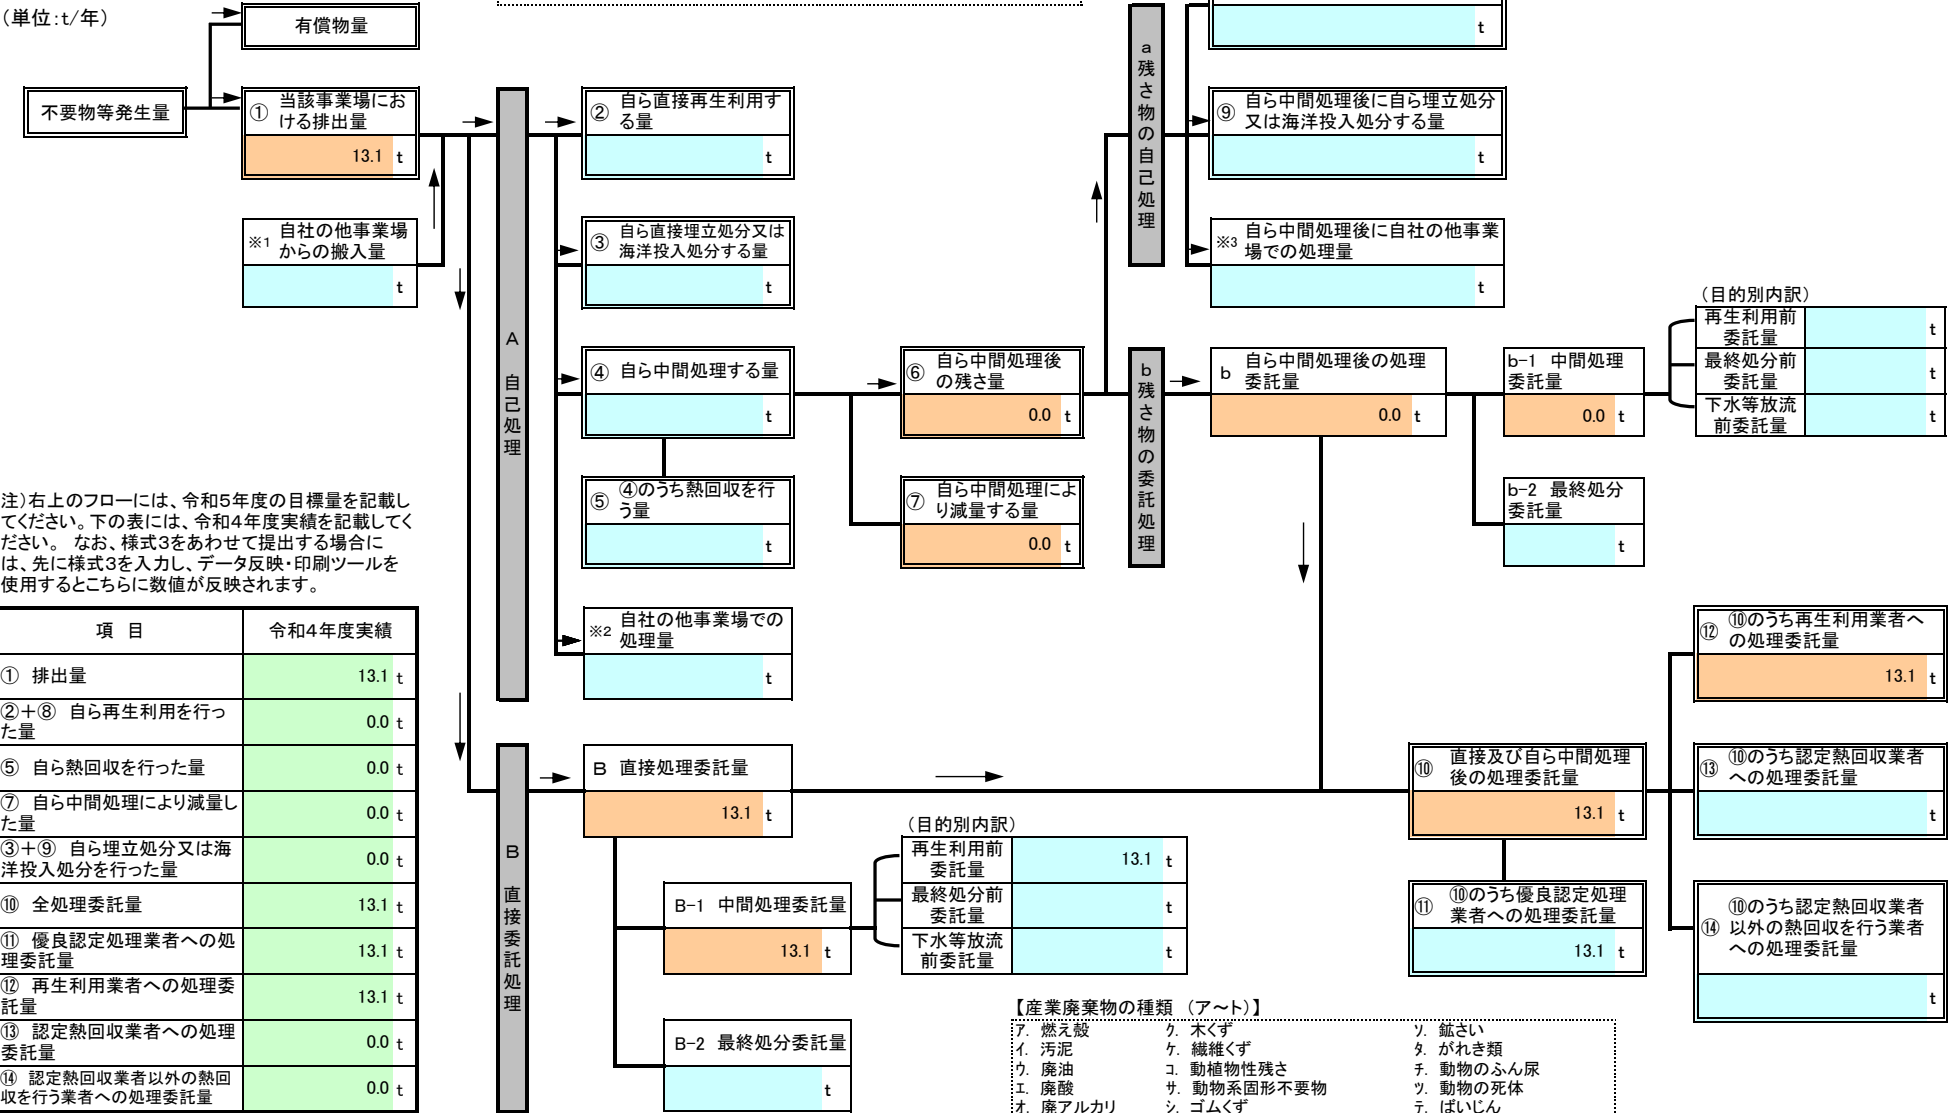 （単位:t/年）
有償物量
t
不要物等発生量
① 当該事業場における排出量
13.1 t
※1 自社の他事業場からの搬入量
t
A 自己処理
② 自ら直接再生利用する量
t
③ 自ら直接埋立処分又は海洋投入処分する量
t
④ 自ら中間処理する量
t
⑤ ④のうち熱回収を行う量
t
※2 自社の他事業場での処理量
t
⑥ 自ら中間処理後の残さ量
0.0 t
⑦ 自ら中間処理により減量する量
0.0 t
a 残さ物の自己処理
⑨ 自ら中間処理後に自ら埋立処分又は海洋投入処分する量
t
※3 自ら中間処理後に自社の他事業場での処理量
t
b 残さ物の委託処理
b 自ら中間処理後の処理委託量
0.0 t
b-1 中間処理委託量
0.0 t
b-2 最終処分委託量
t
（目的別内訳）
再生利用前委託量 t
最終処分前委託量 t
下水等放流前委託量 t
注）右上のフローには、令和5年度の目標量を記載し
てください。下の表には、令和4年度実績を記載してく
ださい。 なお、様式3をあわせて提出する場合に
は、先に様式3を入力し、データ反映・印刷ツールを
使用するとこちらに数値が反映されます。
項 目 令和4年度実績
① 排出量 13.1 t
②＋⑧ 自ら再生利用を行った量 0.0 t
⑤ 自ら熱回収を行った量 0.0 t
⑦ 自ら中間処理により減量した量 0.0 t
③＋⑨ 自ら埋立処分又は海洋投入処分を行った量 0.0 t
⑩ 全処理委託量 13.1 t
⑪ 優良認定処理業者への処理委託量 13.1 t
⑫ 再生利用業者への処理委託量 13.1 t
⑬ 認定熱回収業者への処理委託量 0.0 t
⑭ 認定熱回収業者以外の熱回収を行う業者への処理委託量 0.0 t
B 直接委託処理
B 直接処理委託量
13.1 t
B-1 中間処理委託量
13.1 t
B-2 最終処分委託量
t
（目的別内訳）
再生利用前委託量 13.1 t
最終処分前委託量 t
下水等放流前委託量 t
⑩ 直接及び自ら中間処理後の処理委託量
13.1 t
⑪ ⑩のうち優良認定処理業者への処理委託量
13.1 t
⑫ ⑩のうち再生利用業者への処理委託量
13.1 t
⑬ ⑩のうち認定熱回収業者への処理委託量
t
⑭ ⑩のうち認定熱回収業者以外の熱回収を行う業者への処理委託量
t
【産業廃棄物の種類 （ア～ト）】
ｱ. 燃え殻 ｸ. 木くず ｿ. 鉱さい
ｲ. 汚泥 ｹ. 繊維くず ﾀ. がれき類
ｳ. 廃油 ｺ. 動植物性残さ ﾁ. 動物のふん尿
ｴ. 廃酸 ｻ. 動物系固形不要物 ﾂ. 動物の死体
ｵ. 廃アルカリ ｼ. ゴムくず ﾃ. ばいじん